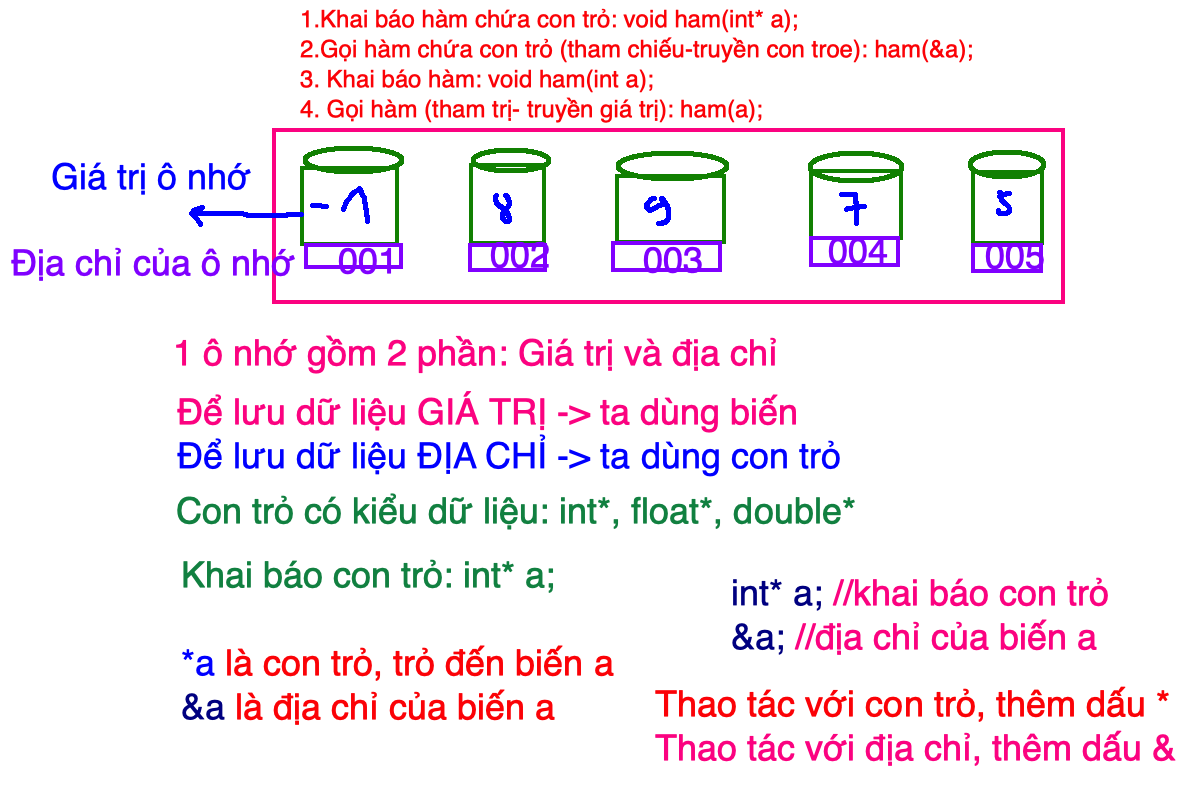 1.Khai báo hàm chứa con trỏ: void ham(int* a);
2.Gọi hàm chứa con trỏ (tham chiếu-truyền con troe): ham(&a);
3. Khai báo hàm: void ham(int a);
4. Gọi hàm (tham trị- truyền giá trị): ham(a);
Giá trị ô nhớ
-1 8 9 7 5
Địa chỉ của ô nhớ 001 002 003 004 005
1 ô nhớ gồm 2 phần: Giá trị và địa chỉ
Để lưu dữ liệu GIÁ TRỊ -> ta dùng biến
Để lưu dữ liệu ĐỊA CHỈ -> ta dùng con trỏ
Con trỏ có kiểu dữ liệu: int*, float*, double*
Khai báo con trỏ: int* a;
int* a; //khai báo con trỏ
&a; //địa chỉ của biến a
*a là con trỏ, trỏ đến biến a
&a là địa chỉ của biến a
Thao tác với con trỏ, thêm dấu *
Thao tác với địa chỉ, thêm dấu &